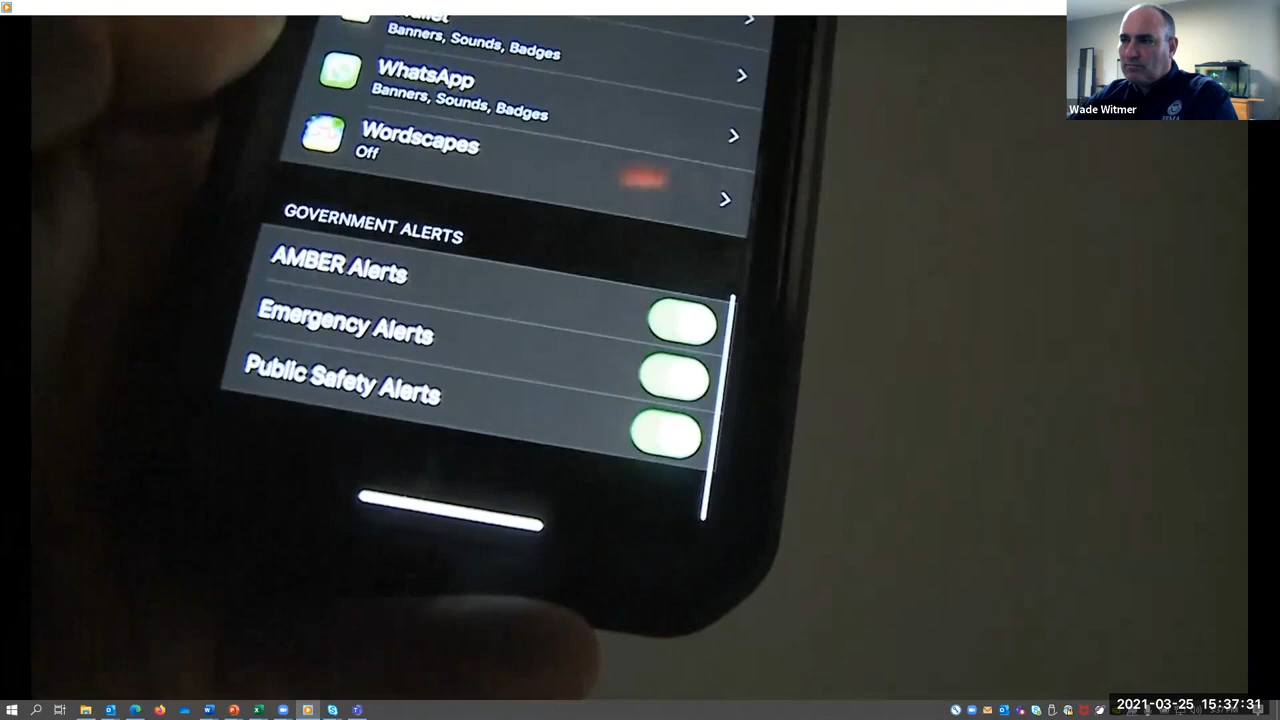 Banners, Sounds, Badges
WhatsApp
Banners, Sounds, Badges
Wordscapes
Off
GOVERNMENT ALERTS
AMBER Alerts
Emergency Alerts
Public Safety Alerts
Wade Witmer
2021-03-25 15:37:31